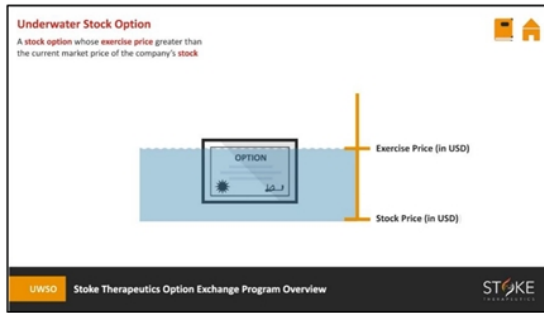 Underwater Stock Option
A stock option whose exercise price greater than
the current market price of the company's stock
OPTION
Exercise Price (in USD)
Stock Price (in USD)
UWSO
Stoke Therapeutics Option Exchange Program Overview
STOKE
THERAPEUTICS